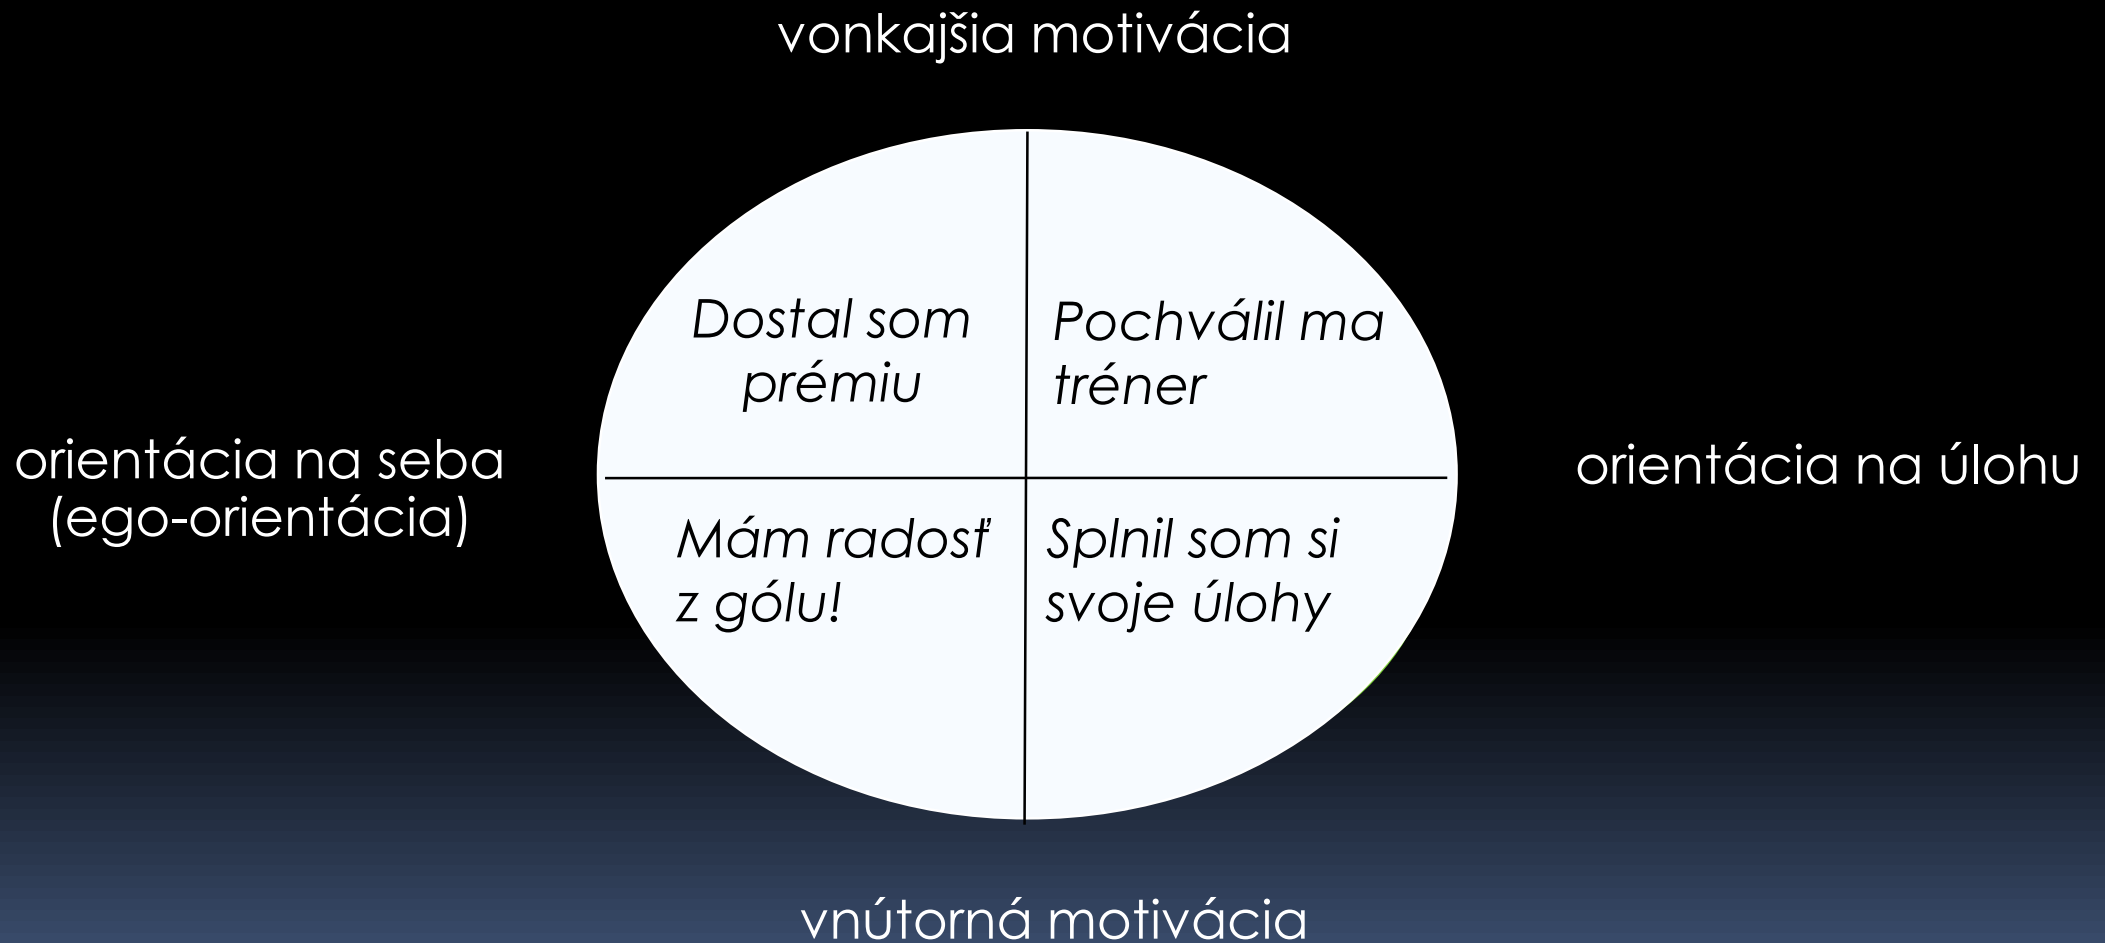 vonkajšia motivácia
Dostal som
prémiu
Pochválil ma
tréner
orientácia na seba
(ego-orientácia)
orientácia na úlohu
Mám radosť
z gólu!
Splnil som si
svoje úlohy
vnútorná motivácia